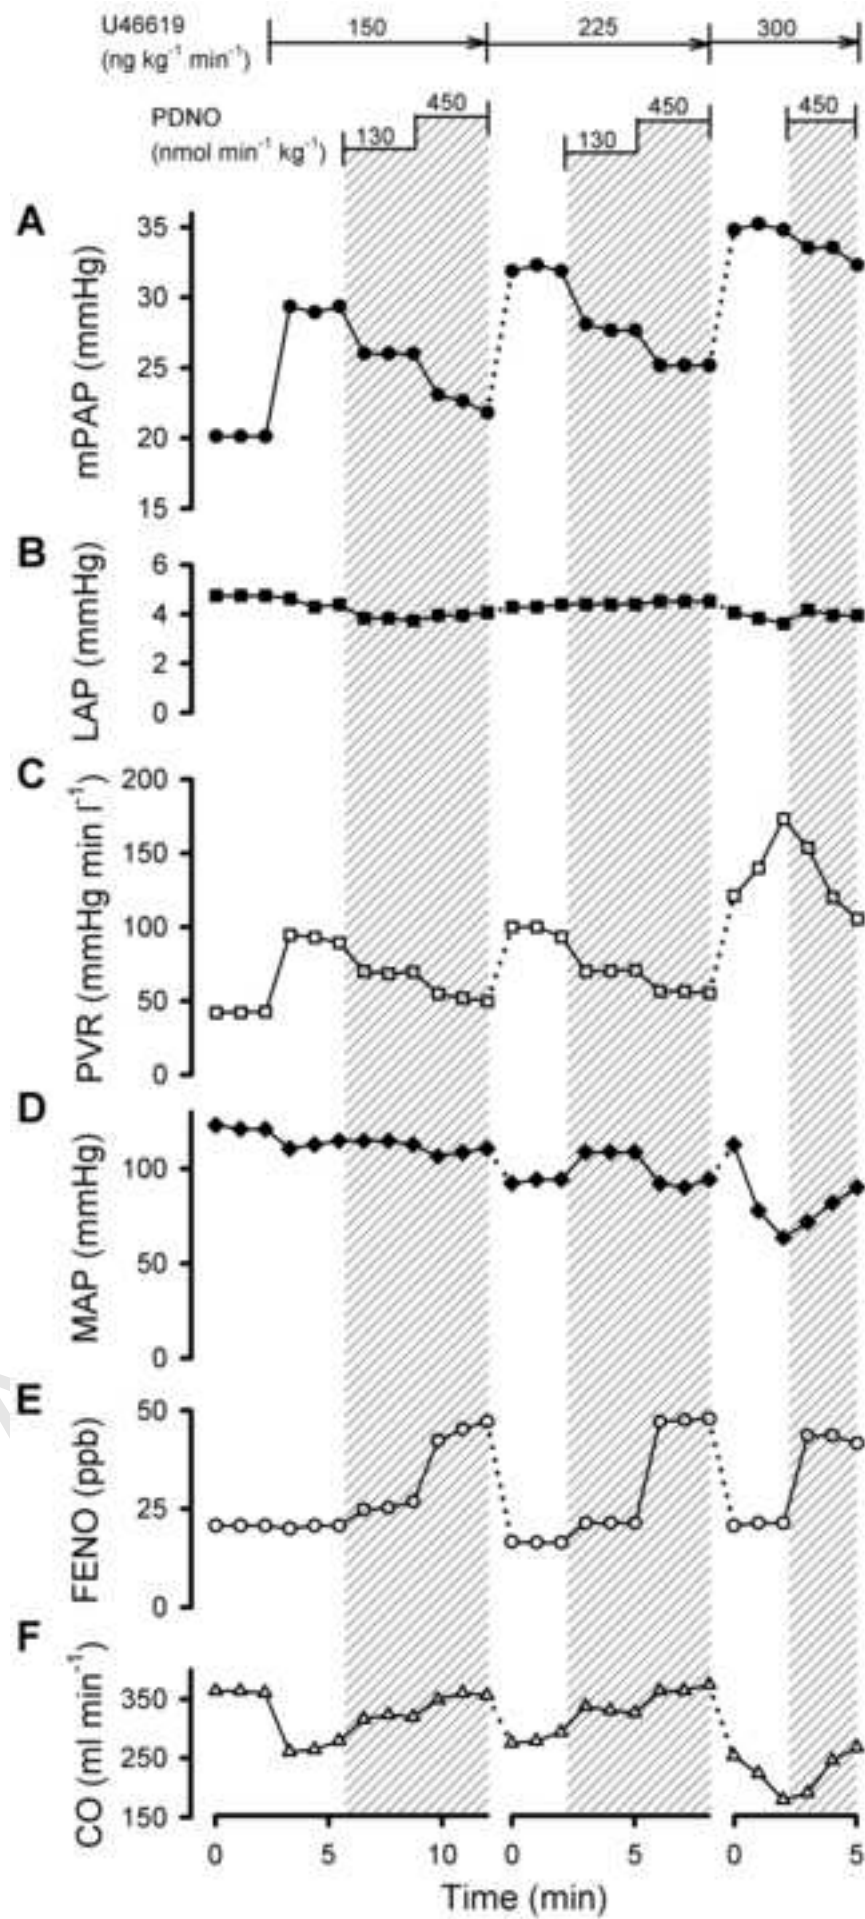 U46619
(ng kg⁻¹ min⁻¹)
150
225
300
PDNO
(nmol min⁻¹ kg⁻¹)
130
450
130
450
450
A
mPAP (mmHg)
35
30
25
20
15
B
LAP (mmHg)
6
4
2
0
C
PVR (mmHg min l⁻¹)
200
150
100
50
0
D
MAP (mmHg)
100
50
0
E
FENO (ppb)
50
25
0
F
CO (ml min⁻¹)
350
250
150
0 5 10 0 5 0 5
Time (min)